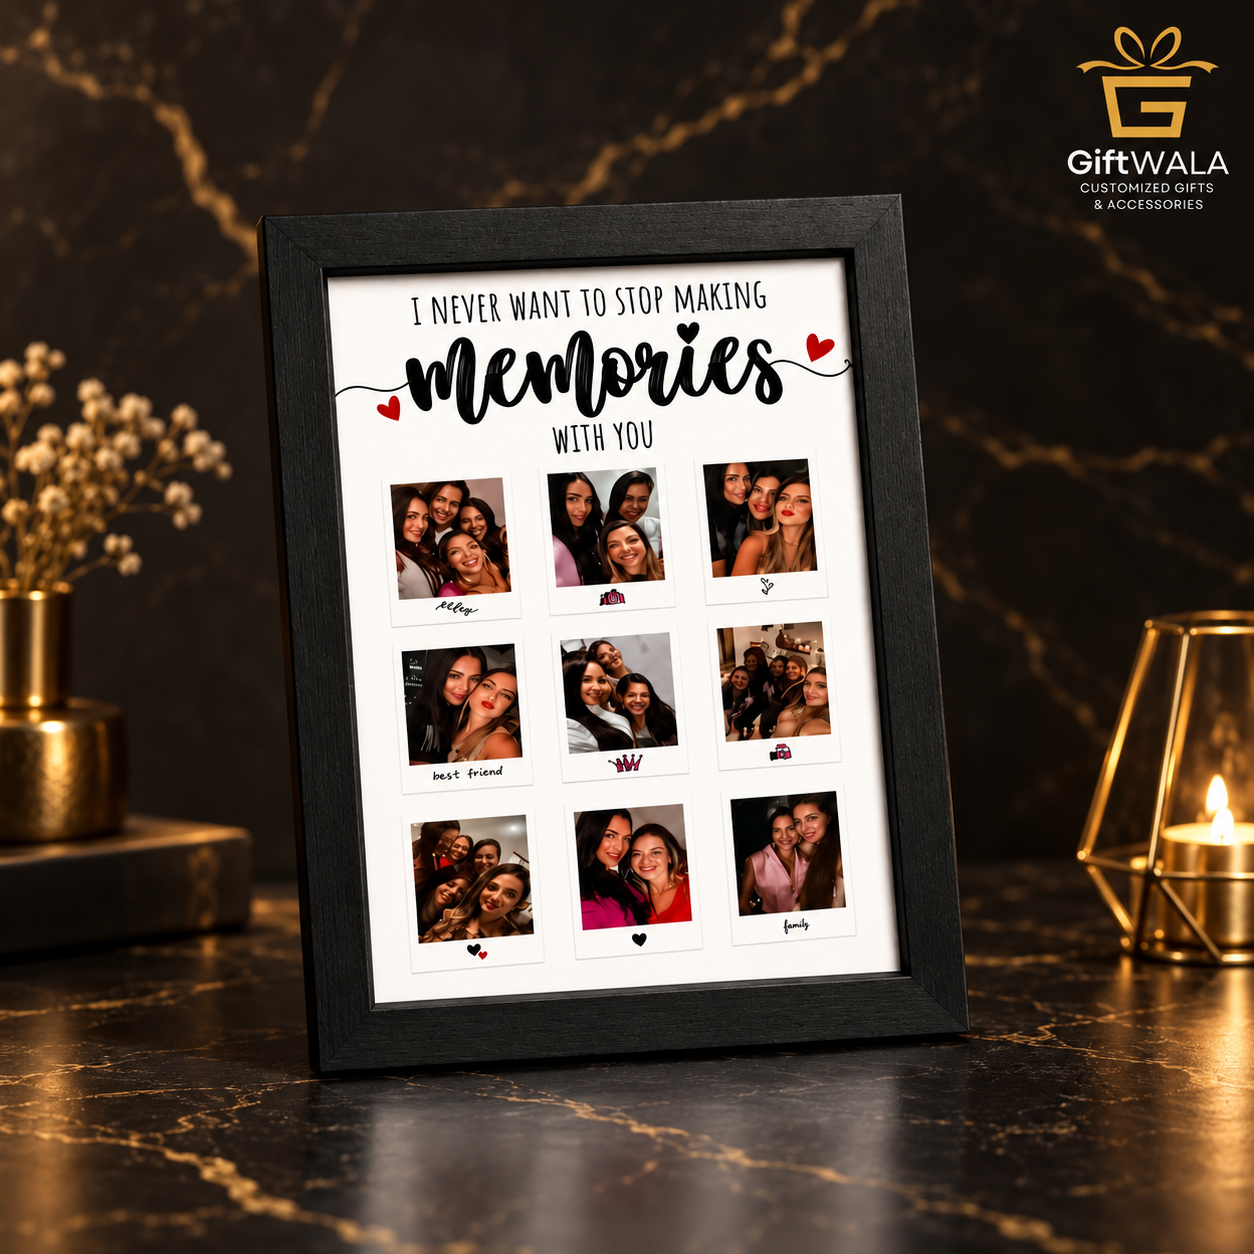 GiftWALA
CUSTOMIZED GIFTS
& ACCESSORIES
I NEVER WANT TO STOP MAKING
memories
WITH YOU
best friend
family